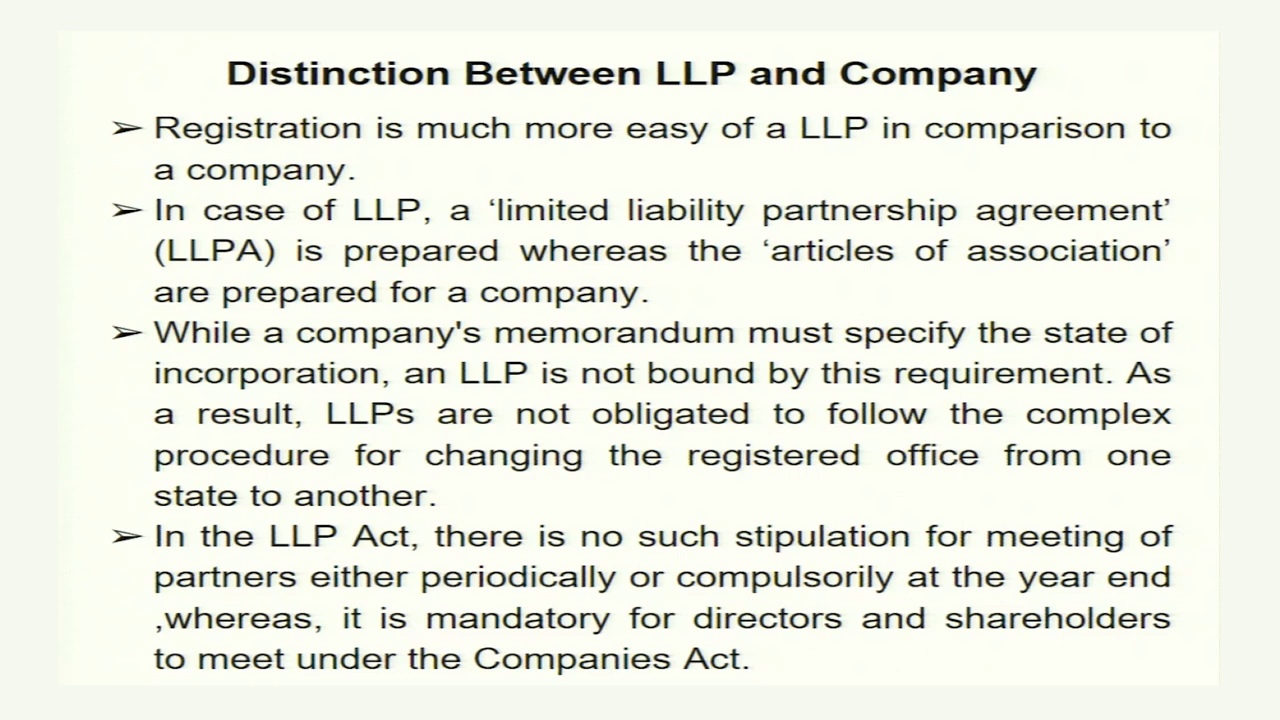 Distinction Between LLP and Company
➢ Registration is much more easy of a LLP in comparison to
a company.
➢ In case of LLP, a ‘limited liability partnership agreement’
(LLPA) is prepared whereas the ‘articles of association’
are prepared for a company.
➢ While a company's memorandum must specify the state of
incorporation, an LLP is not bound by this requirement. As
a result, LLPs are not obligated to follow the complex
procedure for changing the registered office from one
state to another.
➢ In the LLP Act, there is no such stipulation for meeting of
partners either periodically or compulsorily at the year end
,whereas, it is mandatory for directors and shareholders
to meet under the Companies Act.